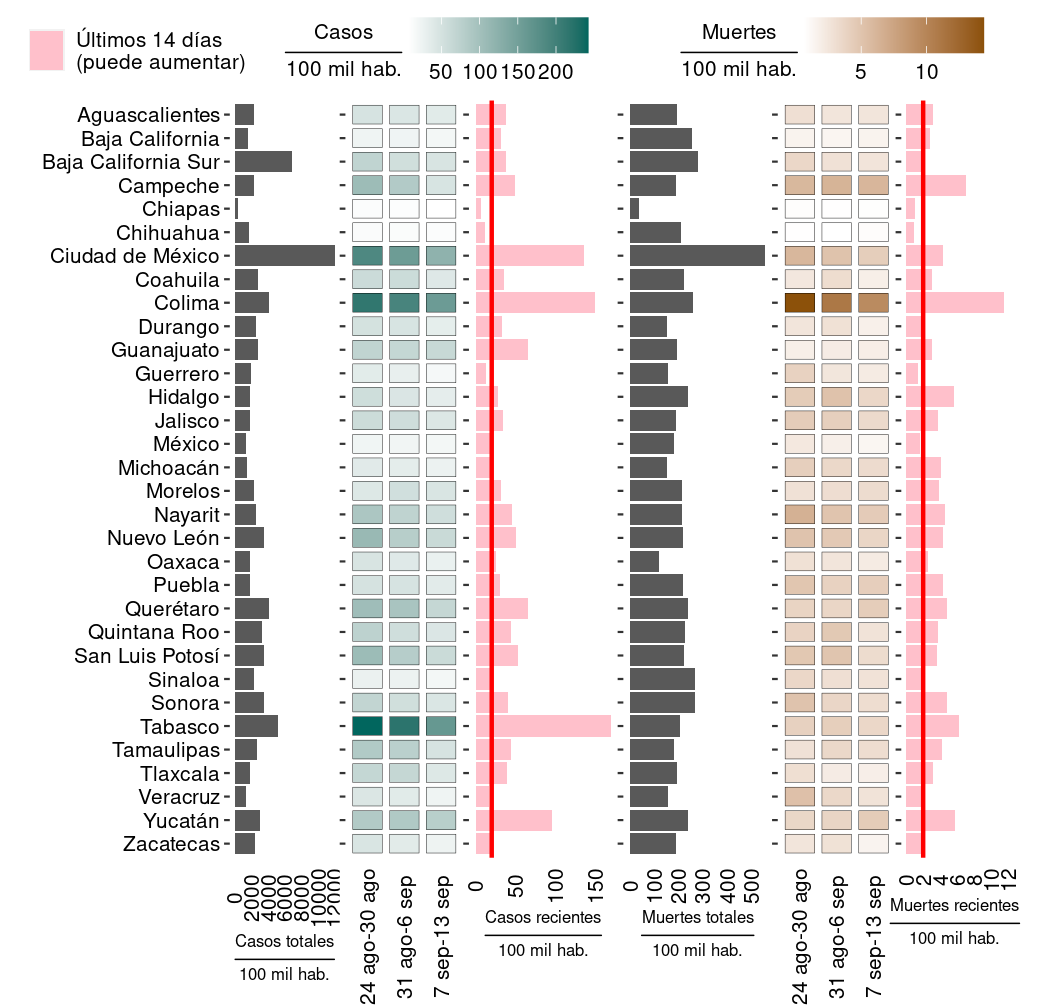 Últimos 14 días
(puede aumentar)
Casos
100 mil hab.
50 100 150 200
Muertes
100 mil hab.
5 10
Aguascalientes
Baja California
Baja California Sur
Campeche
Chiapas
Chihuahua
Ciudad de México
Coahuila
Colima
Durango
Guanajuato
Guerrero
Hidalgo
Jalisco
México
Michoacán
Morelos
Nayarit
Nuevo León
Oaxaca
Puebla
Querétaro
Quintana Roo
San Luis Potosí
Sinaloa
Sonora
Tabasco
Tamaulipas
Tlaxcala
Veracruz
Yucatán
Zacatecas
0 2000 4000 6000 8000 10000 12000
Casos totales
100 mil hab.
24 ago-30 ago
31 ago-6 sep
7 sep-13 sep
0 50 100 150
Casos recientes
100 mil hab.
0 100 200 300 400 500
Muertes totales
100 mil hab.
24 ago-30 ago
31 ago-6 sep
7 sep-13 sep
0 2 4 6 8 10 12
Muertes recientes
100 mil hab.